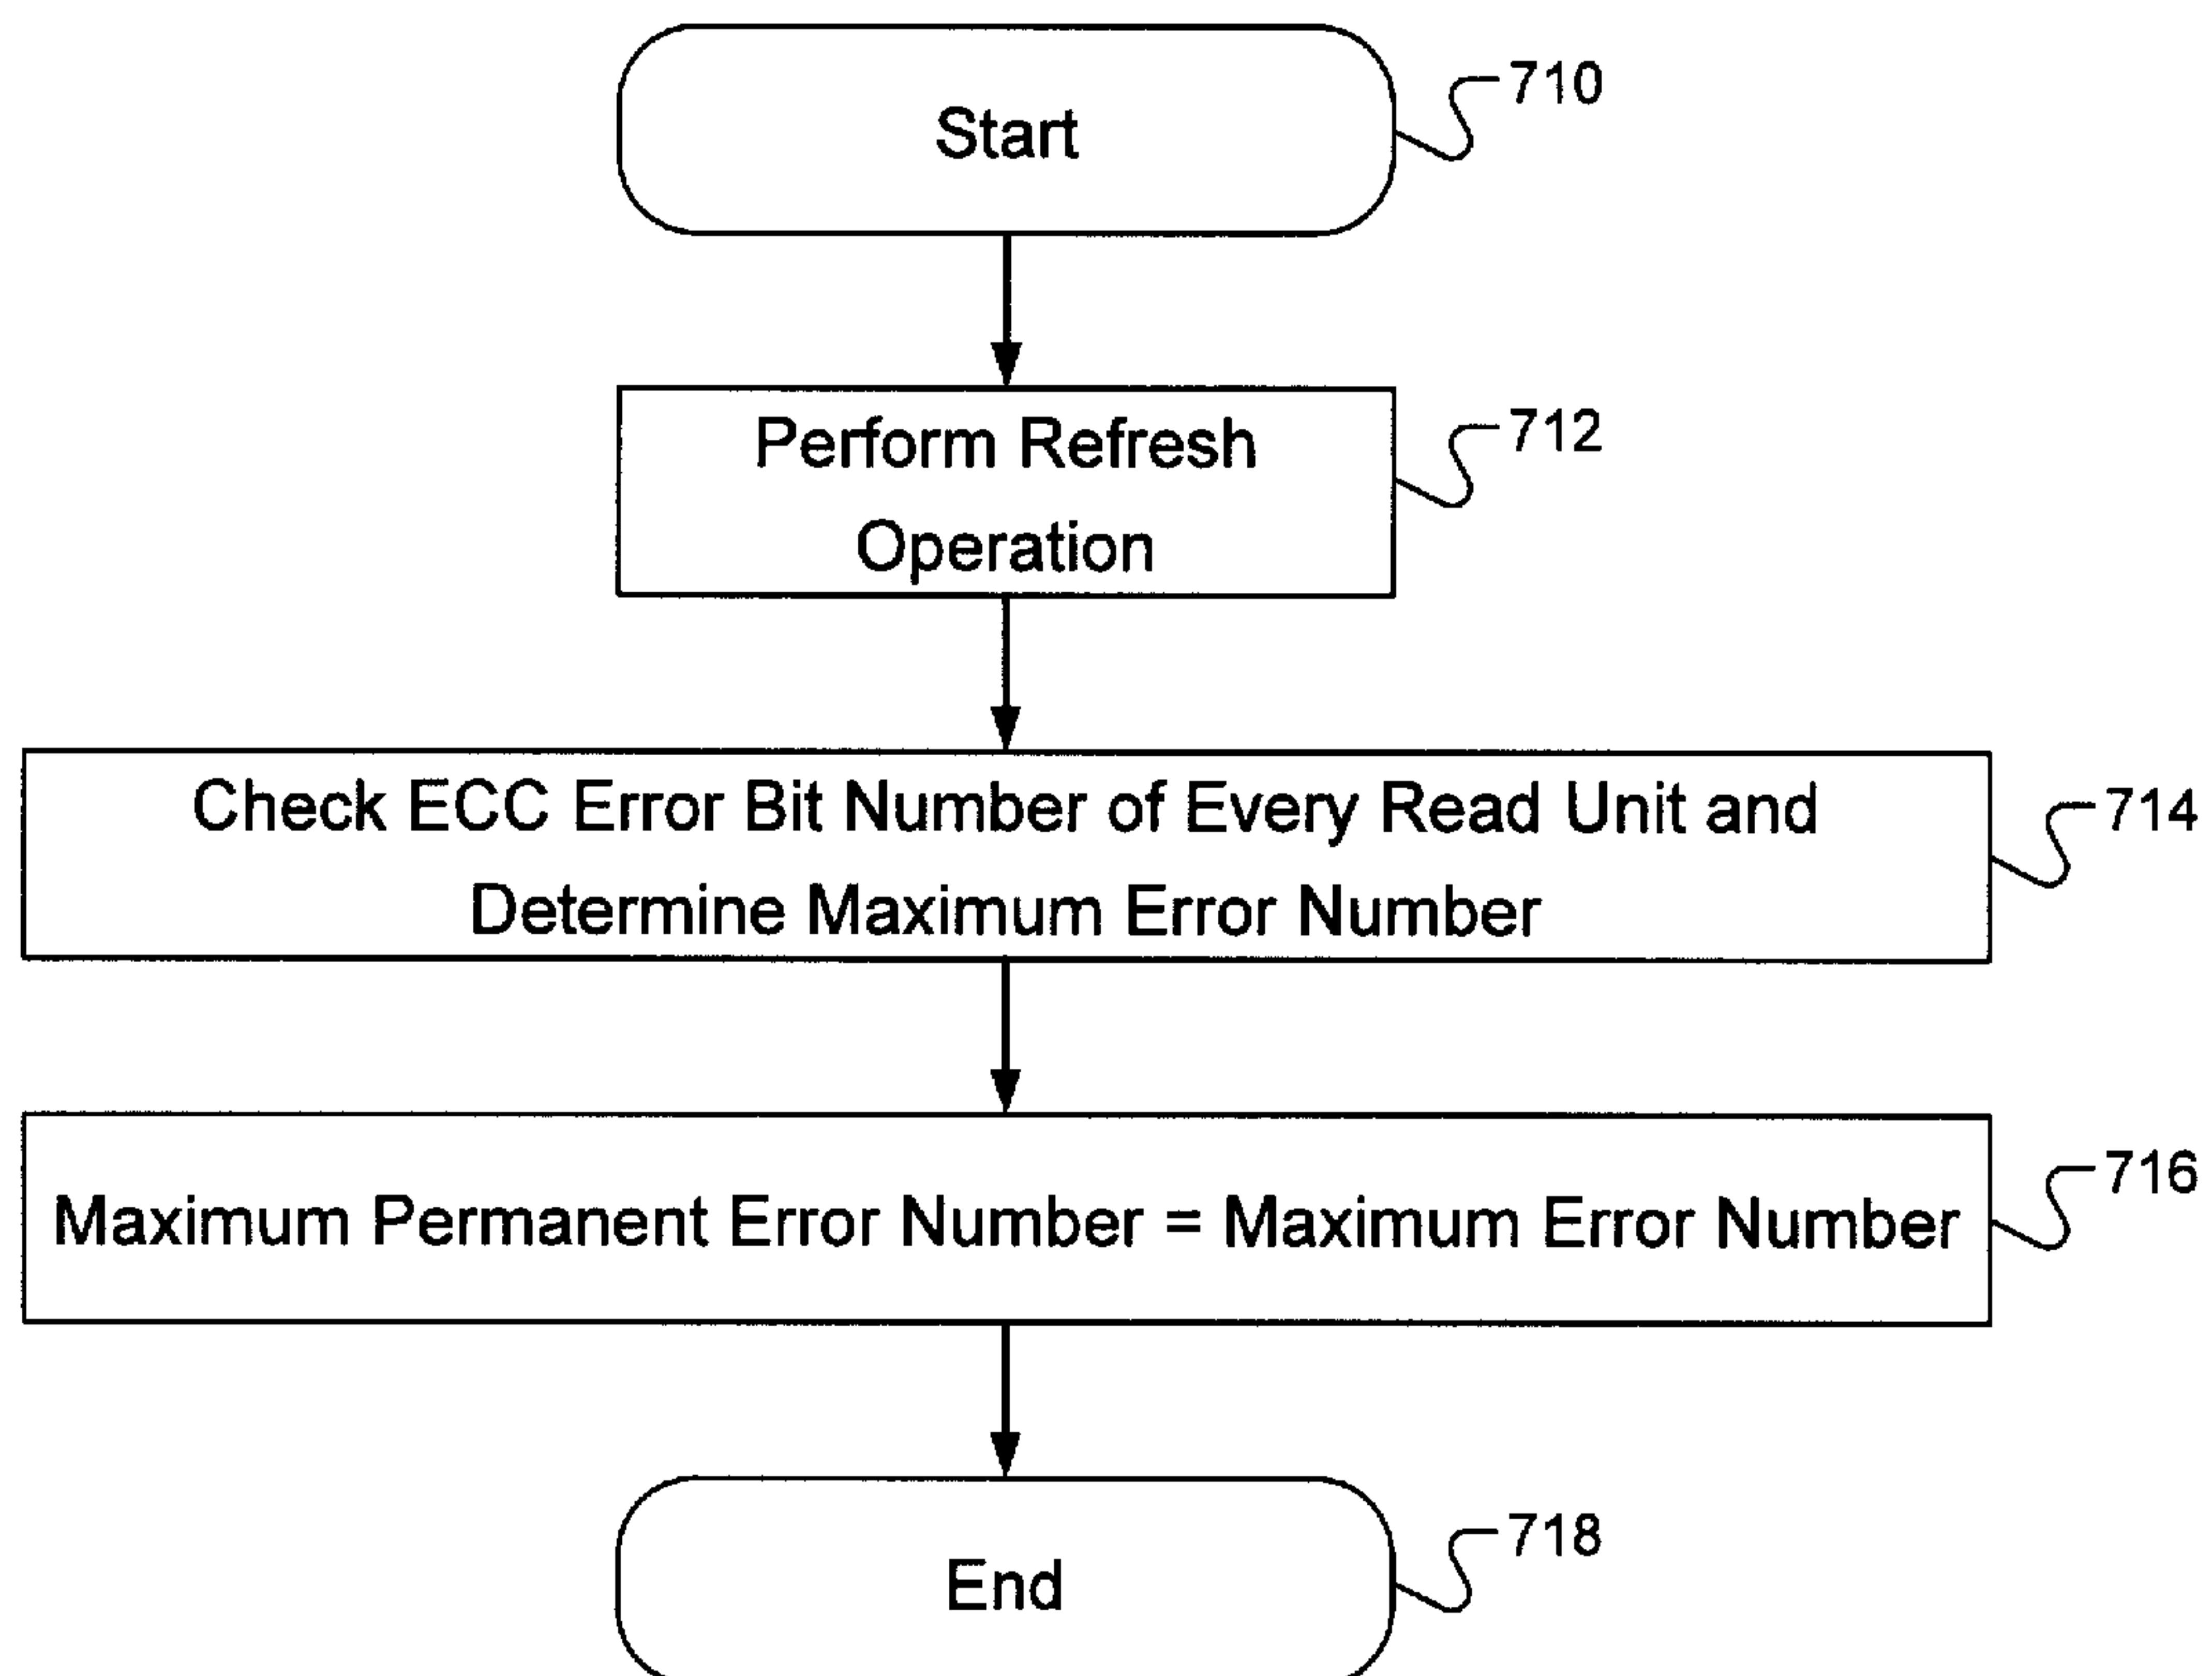 Start
710
Perform Refresh
Operation
712
Check ECC Error Bit Number of Every Read Unit and
Determine Maximum Error Number
714
Maximum Permanent Error Number = Maximum Error Number
716
End
718